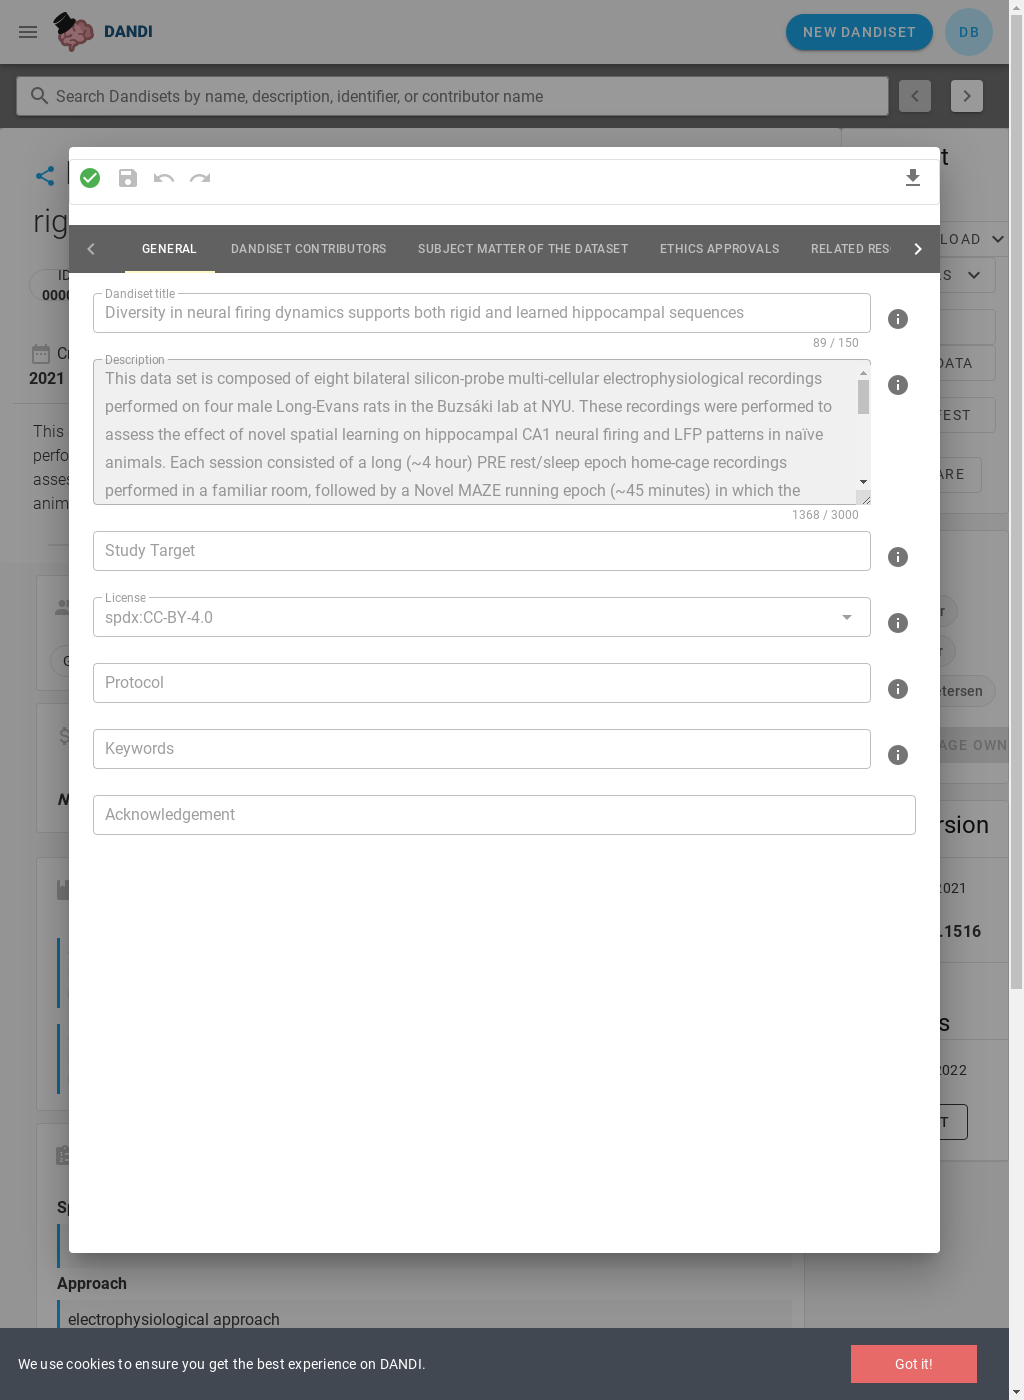 DANDI
NEW DANDISET
DB
Search Dandisets by name, description, identifier, or contributor name
rig
ID
0000
2021
This
perfo
asses
anim
GENERAL
DANDISET CONTRIBUTORS
SUBJECT MATTER OF THE DATASET
ETHICS APPROVALS
RELATED RES
LOAD
Dandiset title
Diversity in neural firing dynamics supports both rigid and learned hippocampal sequences
89 / 150
Description
This data set is composed of eight bilateral silicon-probe multi-cellular electrophysiological recordings
performed on four male Long-Evans rats in the Buzsáki lab at NYU. These recordings were performed to
assess the effect of novel spatial learning on hippocampal CA1 neural firing and LFP patterns in naïve
animals. Each session consisted of a long (~4 hour) PRE rest/sleep epoch home-cage recordings
performed in a familiar room, followed by a Novel MAZE running epoch (~45 minutes) in which the
1368 / 3000
DATA
ARE
Study Target
License
spdx:CC-BY-4.0
Protocol
Keywords
Acknowledgement
etersen
AGE OWN
rsion
2021
.1516
s
2022
T
Sp
Approach
electrophysiological approach
We use cookies to ensure you get the best experience on DANDI.
Got it!